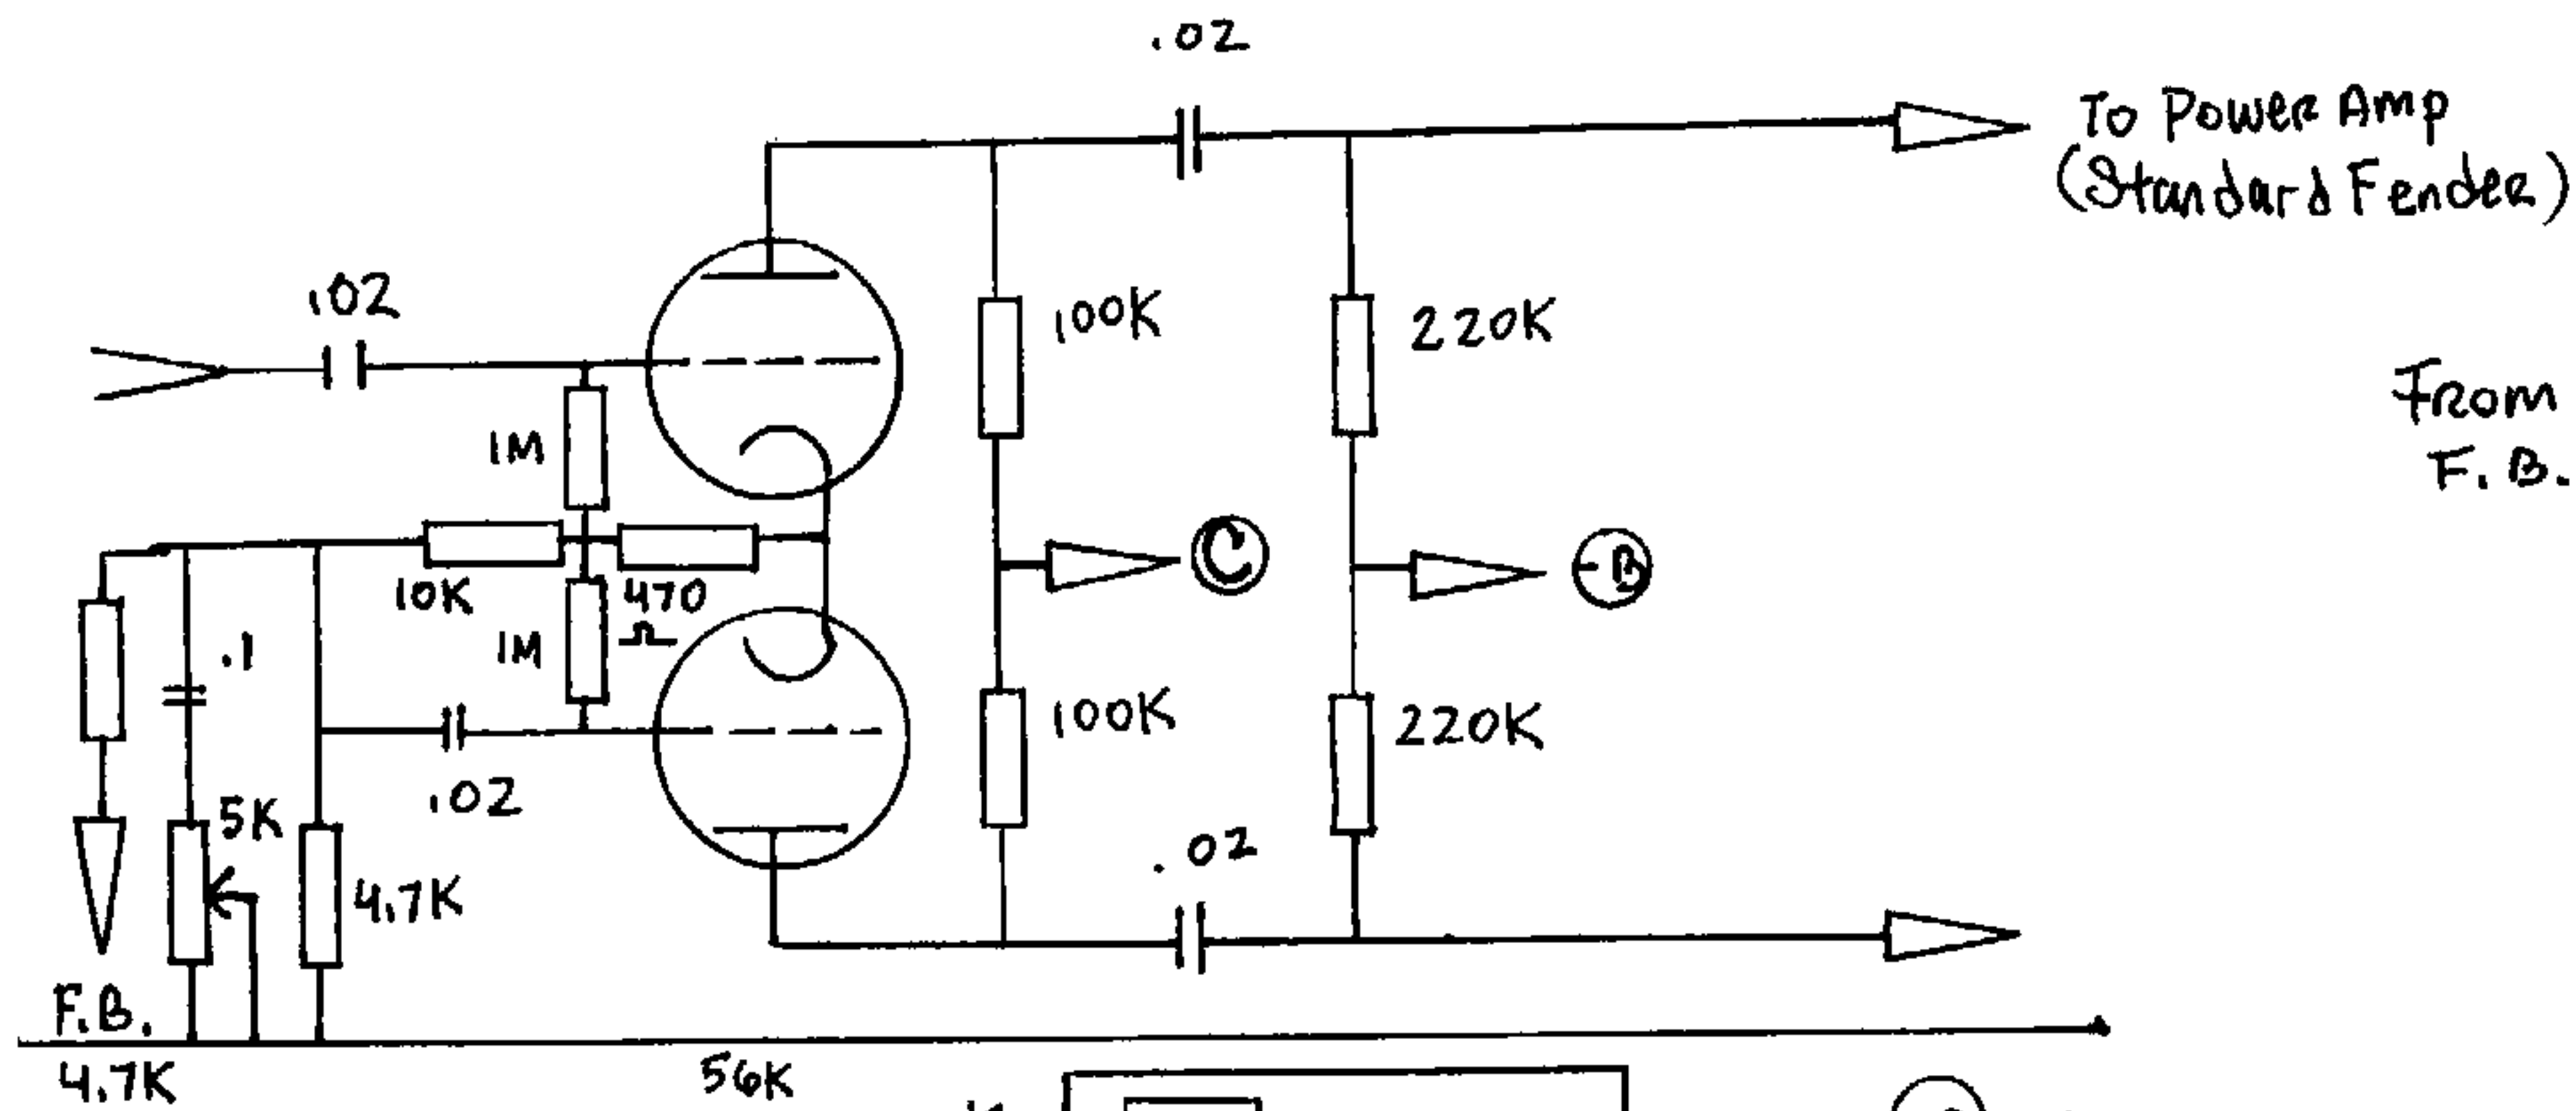 .02
To Power Amp
(Standard Fender)
.02
100K
220K
From
F.B.
1M
C
-B
10K
470
Ω
1M
.1
100K
220K
.02
5K
.02
4.7K
F.B.
4.7K
56K